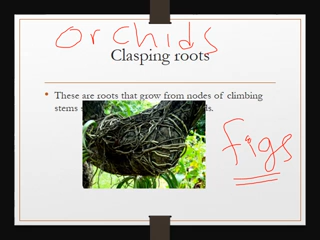 orchids
Clasping roots
• These are roots that grow from nodes of climbing
stems
figs